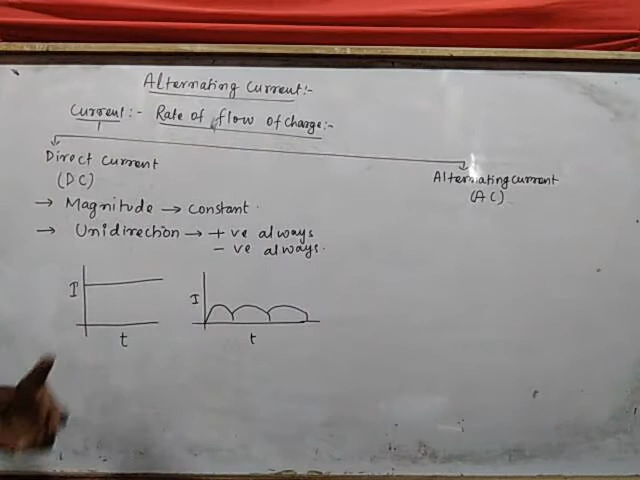 Alternating Current:-
Current:- Rate of flow of charge:-
Direct Current
(DC)
Alternating current
(AC)
→ Magnitude → constant.
→ Unidirection → + ve always
- ve always.
I
t
I
t